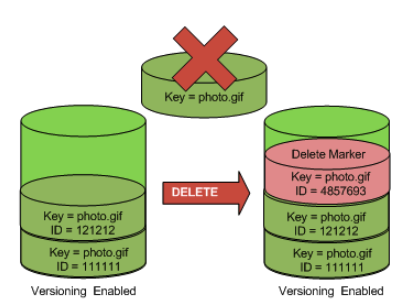 Key = photo.gif
Delete Marker
Key = photo.gif
ID = 4857693
DELETE
Key = photo.gif
ID = 121212
Key = photo.gif
ID = 121212
Key = photo.gif
ID = 111111
Key = photo.gif
ID = 111111
Versioning Enabled
Versioning Enabled